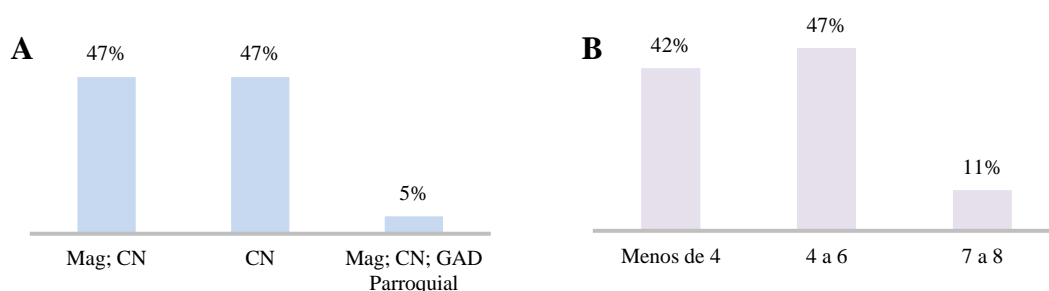 A
47%
47%
5%
Mag; CN
CN
Mag; CN; GAD
Parroquial
B
42%
47%
11%
Menos de 4
4 a 6
7 a 8